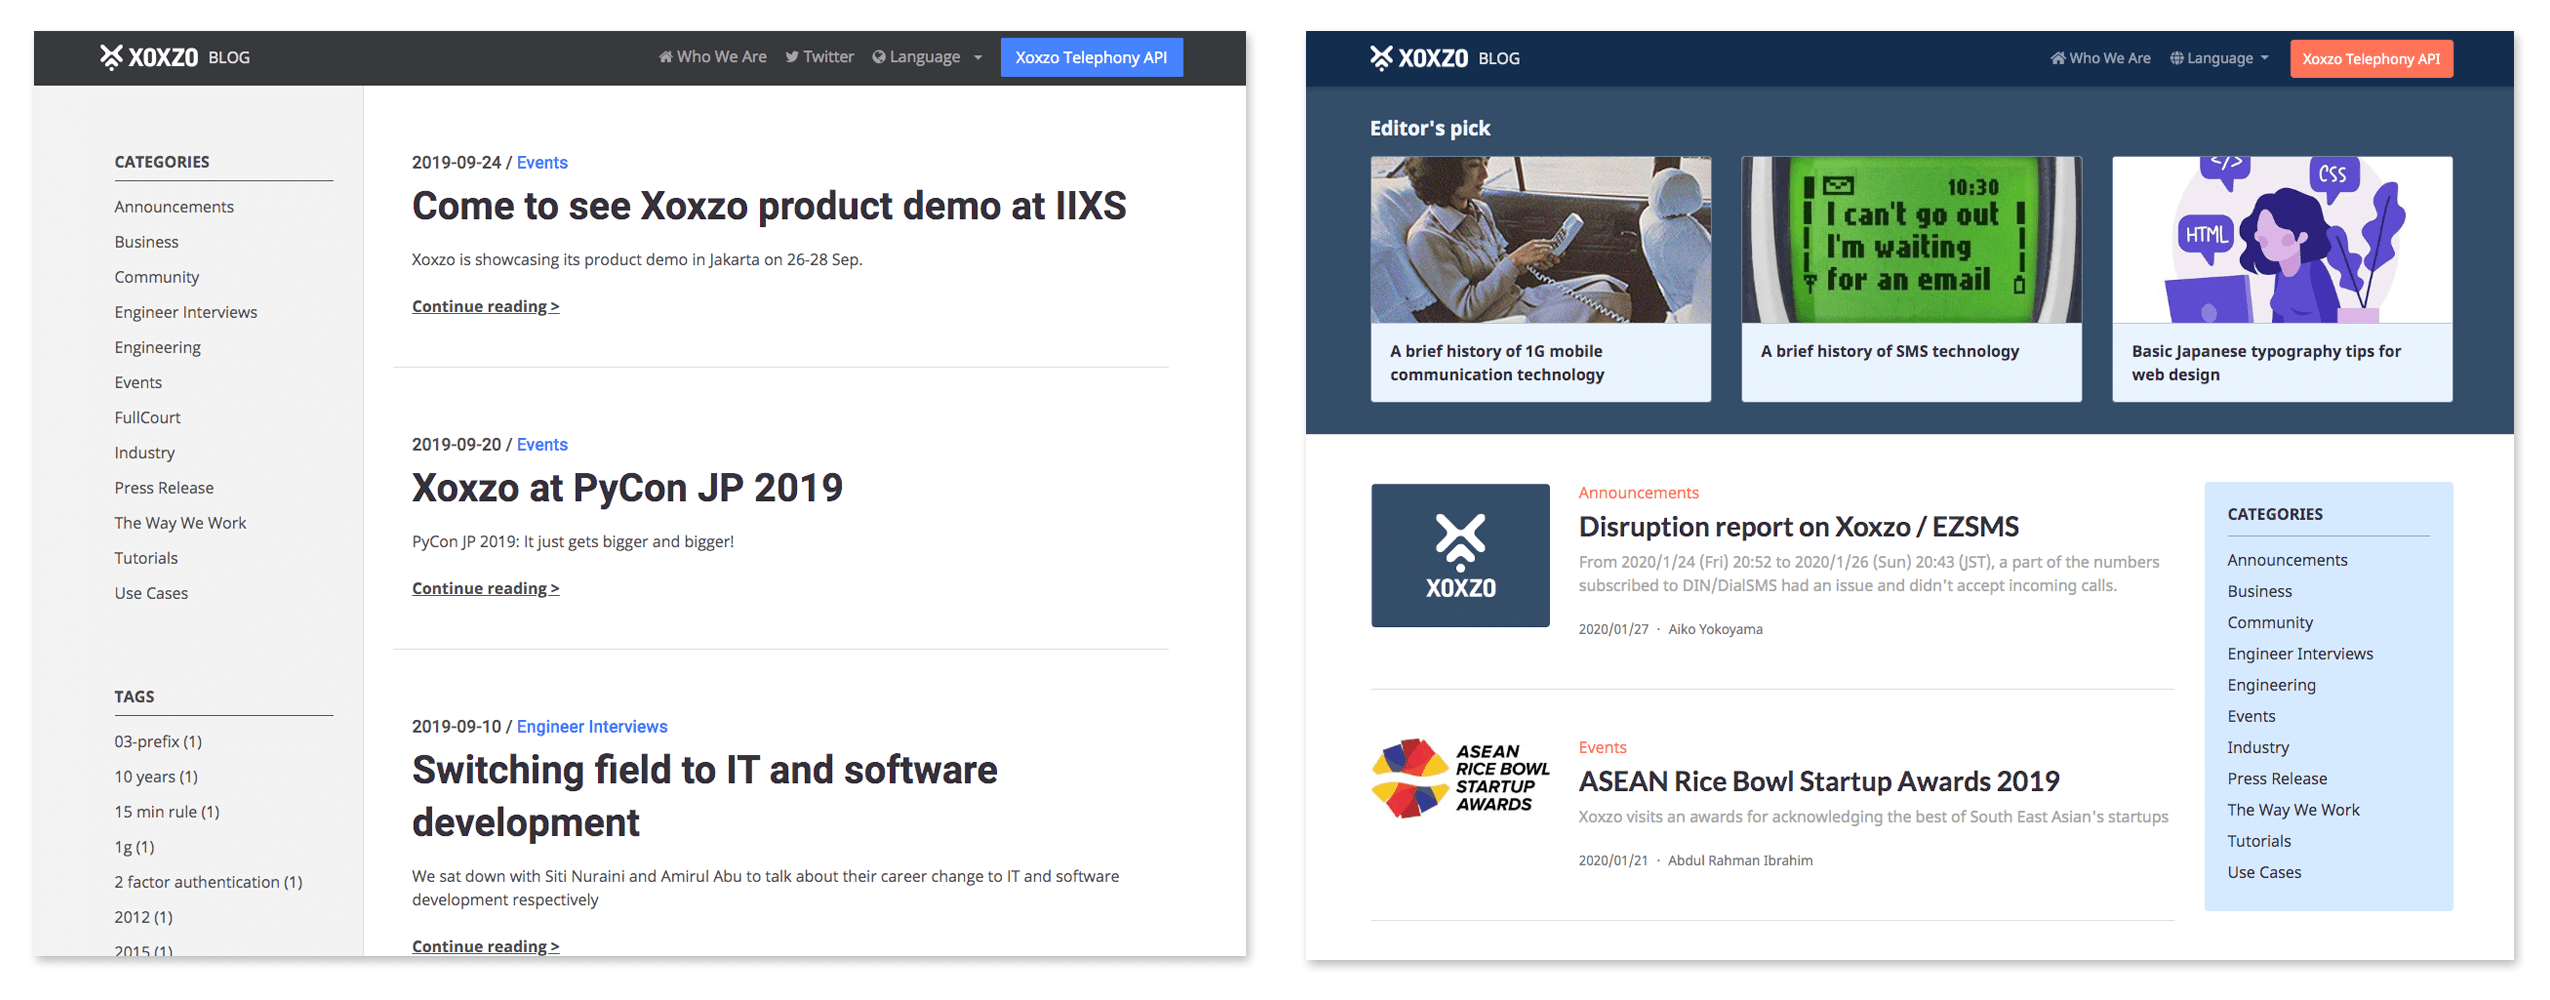 XOXZO BLOG
Who We Are Twitter Language Xoxzo Telephony API
CATEGORIES
Announcements
Business
Community
Engineer Interviews
Engineering
Events
FullCourt
Industry
Press Release
The Way We Work
Tutorials
Use Cases
TAGS
03-prefix (1)
10 years (1)
15 min rule (1)
1g (1)
2 factor authentication (1)
2012 (1)
2015 (1)
2019-09-24 / Events
Come to see Xoxzo product demo at IIXS
Xoxzo is showcasing its product demo in Jakarta on 26-28 Sep.
Continue reading >
2019-09-20 / Events
Xoxzo at PyCon JP 2019
PyCon JP 2019: It just gets bigger and bigger!
Continue reading >
2019-09-10 / Engineer Interviews
Switching field to IT and software
development
We sat down with Siti Nuraini and Amirul Abu to talk about their career change to IT and software
development respectively
Continue reading >
XOXZO BLOG
Who We Are Language Xoxzo Telephony API
Editor's pick
A brief history of 1G mobile
communication technology
10:30
I can't go out
I'm waiting
for an email
A brief history of SMS technology
</>
CSS
HTML
Basic Japanese typography tips for
web design
XOXZO
Announcements
Disruption report on Xoxzo / EZSMS
From 2020/1/24 (Fri) 20:52 to 2020/1/26 (Sun) 20:43 (JST), a part of the numbers
subscribed to DIN/DialSMS had an issue and didn't accept incoming calls.
2020/01/27 · Aiko Yokoyama
ASEAN
RICE BOWL
STARTUP
AWARDS
Events
ASEAN Rice Bowl Startup Awards 2019
Xoxzo visits an awards for acknowledging the best of South East Asian's startups
2020/01/21 · Abdul Rahman Ibrahim
CATEGORIES
Announcements
Business
Community
Engineer Interviews
Engineering
Events
Industry
Press Release
The Way We Work
Tutorials
Use Cases